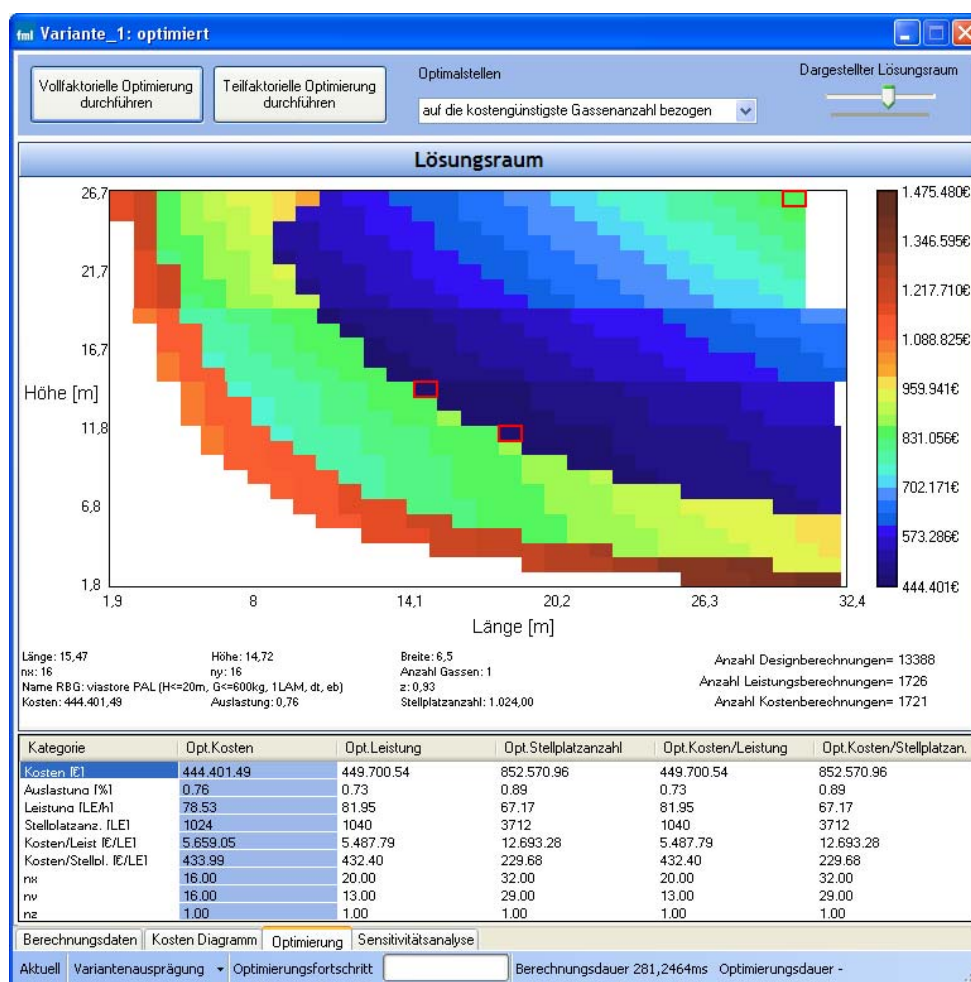 fml Variante_1: optimiert
Vollfaktorielle Optimierung
durchführen
Teilfaktorielle Optimierung
durchführen
Optimalstellen
auf die kostengünstigste Gassenanzahl bezogen
Dargestellter Lösungsraum
Lösungsraum
Höhe [m]
26,7
21,7
16,7
11,8
6,8
1,8
1,9 8 14,1 20,2 26,3 32,4
Länge [m]
1.475.480€
1.346.595€
1.217.710€
1.088.825€
959.941€
831.056€
702.171€
573.286€
444.401€
Länge: 15,47 Höhe: 14,72 Breite: 6,5
nx: 16 ny: 16 Anzahl Gassen: 1
Name RBG: viastore PAL (H<=20m, G<=600kg, 1LAM, dt, eb) z: 0,93
Kosten: 444.401,49 Auslastung: 0,76 Stellplatzanzahl: 1.024,00
Anzahl Designberechnungen= 13388
Anzahl Leistungsberechnungen= 1726
Anzahl Kostenberechnungen= 1721
Kategorie Opt.Kosten Opt.Leistung Opt.Stellplatzanzahl Opt.Kosten/Leistung Opt.Kosten/Stellplatzan.
Kosten [€] 444.401.49 449.700.54 852.570.96 449.700.54 852.570.96
Auslastung [%] 0.76 0.73 0.89 0.73 0.89
Leistung [LE/h] 78.53 81.95 67.17 81.95 67.17
Stellplatzanz. [LE] 1024 1040 3712 1040 3712
Kosten/Leist [€/LE] 5.659.05 5.487.79 12.693.28 5.487.79 12.693.28
Kosten/Stellpl. [€/LE] 433.99 432.40 229.68 432.40 229.68
nx 16.00 20.00 32.00 20.00 32.00
ny 16.00 13.00 29.00 13.00 29.00
nz 1.00 1.00 1.00 1.00 1.00
Berechnungsdaten Kosten Diagramm Optimierung Sensitivitätsanalyse
Aktuell Variantenausprägung Optimierungsfortschritt Berechnungsdauer 281,2464ms Optimierungsdauer -